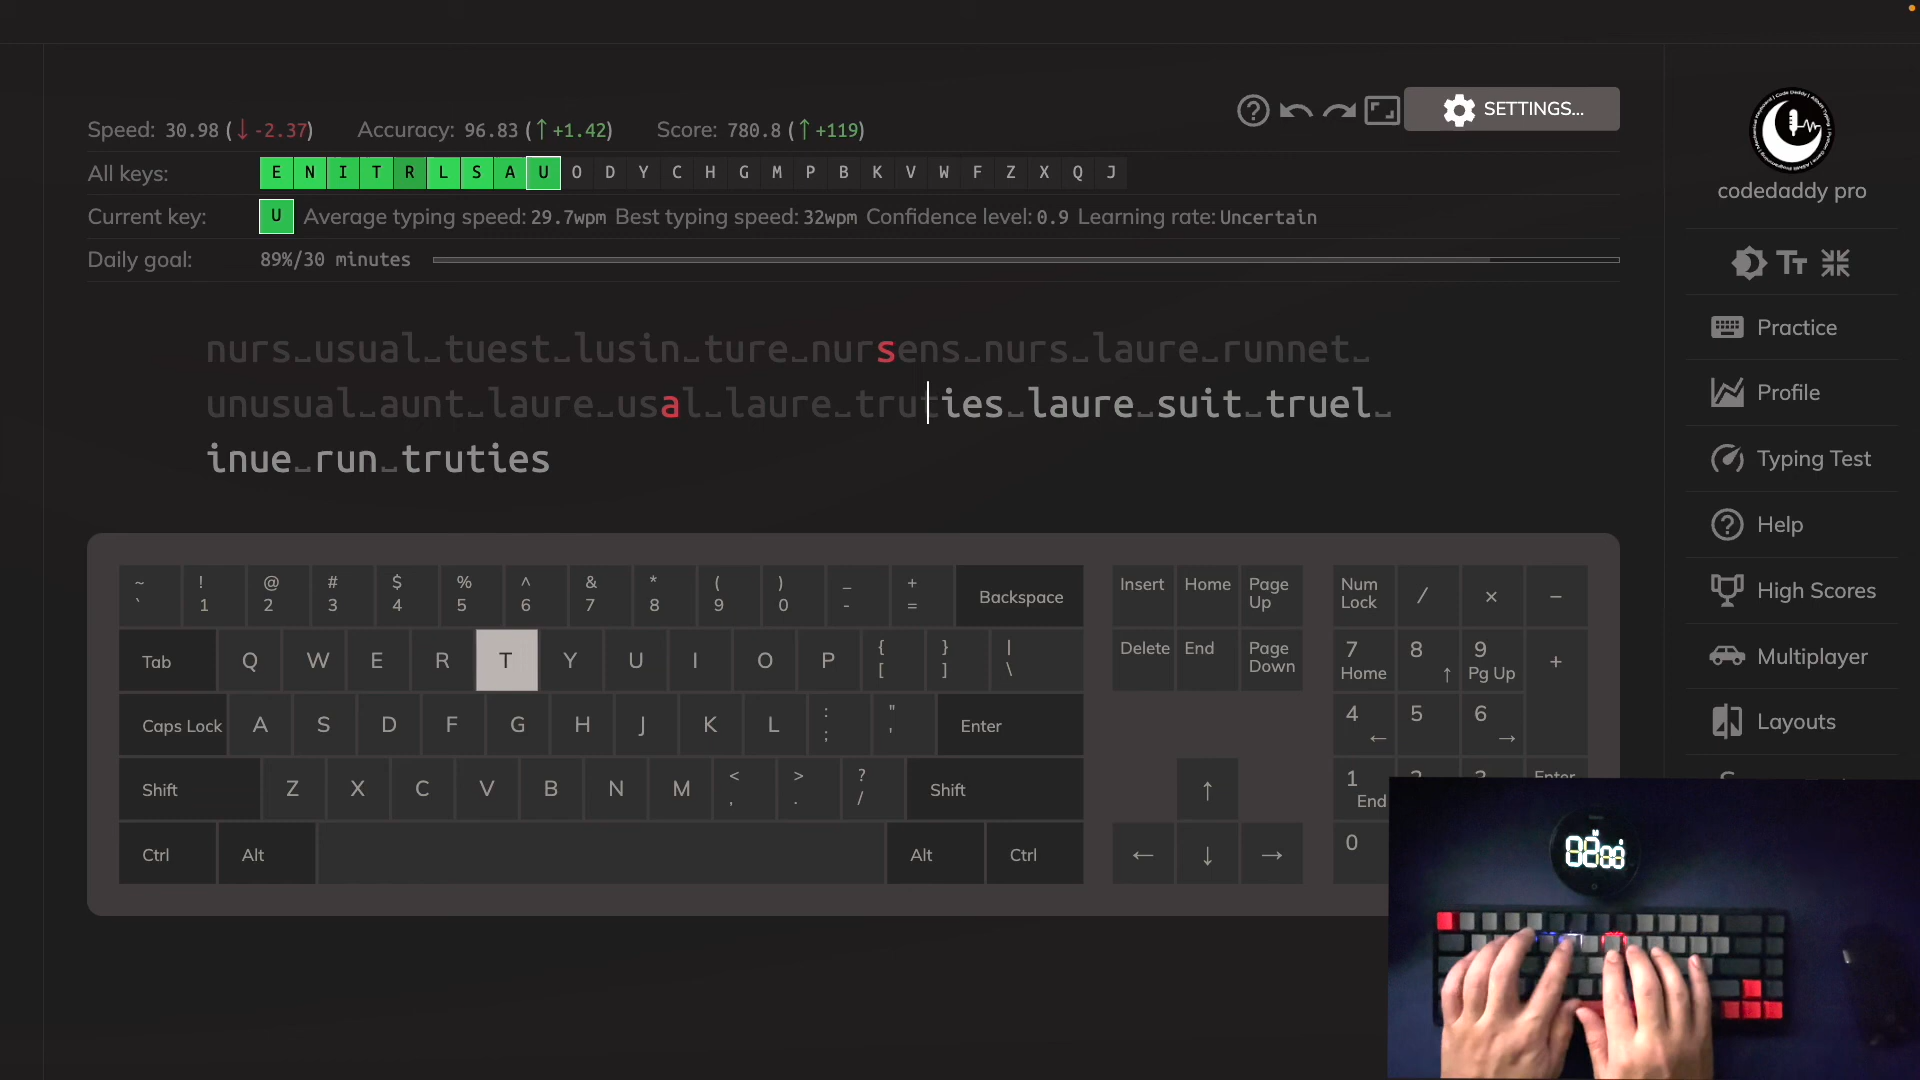 SETTINGS...
Speed: 30.98 (↓-2.37) Accuracy: 96.83 (↑+1.42) Score: 780.8 (↑+119)
All keys: E N I T R L S A U O D Y C H G M P B K V W F Z X Q J
Current key: U Average typing speed: 29.7wpm Best typing speed: 32wpm Confidence level: 0.9 Learning rate: Uncertain
Daily goal: 89%/30 minutes
nurs␣usual␣tuest␣lusin␣ture␣nursens␣nurs␣laure␣runnet␣
unusual␣aunt␣laure␣usal␣laure␣truties␣laure␣suit␣truel␣
inue␣run␣truties
~ ! @ # $ % ^ & * ( ) _ +
` 1 2 3 4 5 6 7 8 9 0 - = Backspace
Tab Q W E R T Y U I O P { [ } ] | \
Caps Lock A S D F G H J K L : ; " ' Enter
Shift Z X C V B N M < , > . ? / Shift
Ctrl Alt Alt Ctrl
Insert Home Page Up
Delete End Page Down
↑
← ↓ →
Num Lock / × −
7 Home 8 ↑ 9 Pg Up +
4 ← 5 6 →
1 End
0
codedaddy pro
Tт
Practice
Profile
Typing Test
Help
High Scores
Multiplayer
Layouts